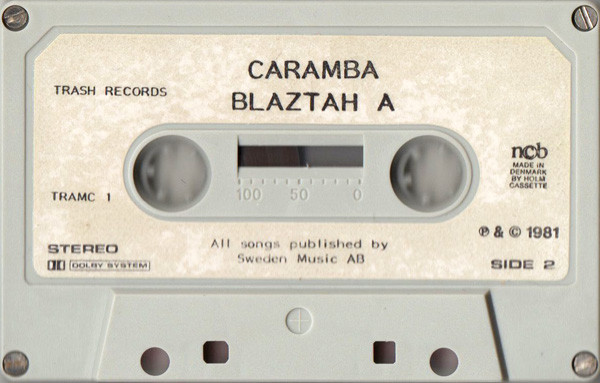 CARAMBA
BLAZTAH A
TRASH RECORDS
ncb
MADE IN
DENMARK
BY HOLM
CASSETTE
100 50 0
TRAMC 1
℗ & © 1981
STEREO
DOLBY SYSTEM
All songs published by
Sweden Music AB
SIDE 2